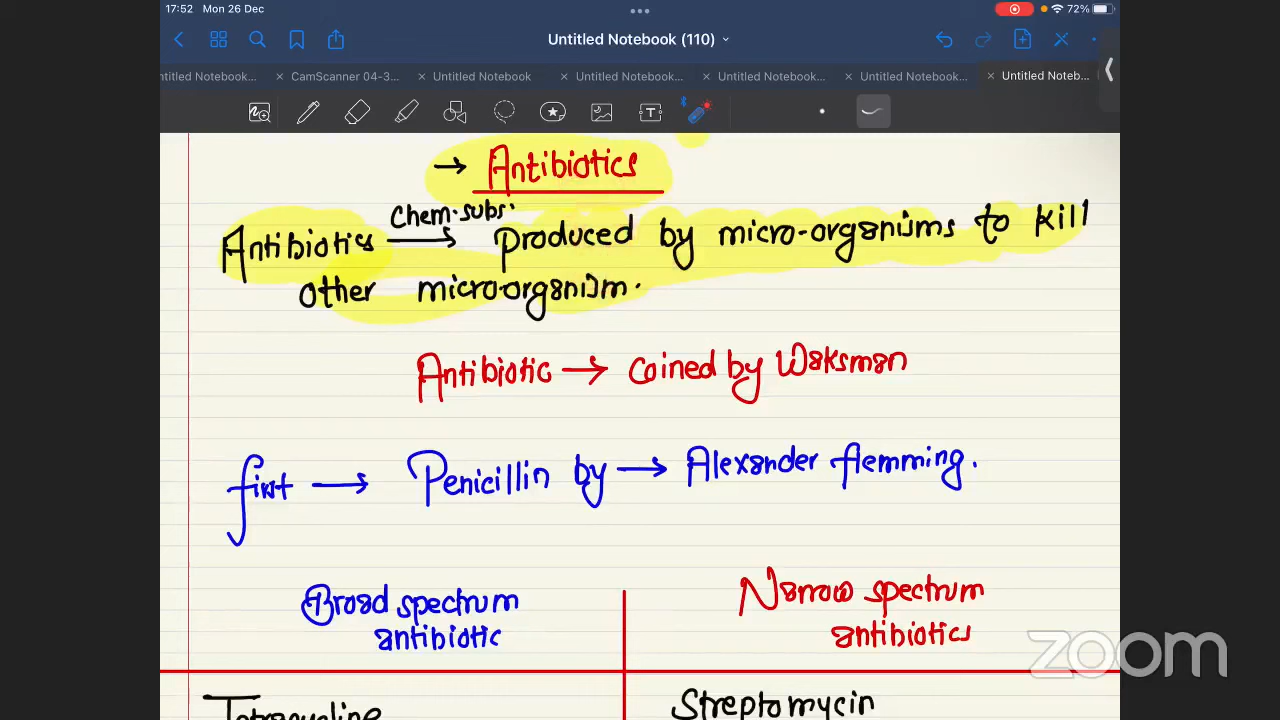 17:52 Mon 26 Dec
72%
Untitled Notebook (110)
ntitled Notebook...
CamScanner 04-3...
Untitled Notebook
Untitled Notebook...
Untitled Notebook...
Untitled Notebook...
Untitled Noteb...
→ Antibiotics
Chem. subs.
Antibiotics → produced by micro-organisms to kill
other microorganism.
Antibiotic → coined by Waksman
first → Penicillin by → Alexander flemming.
Broad spectrum
antibiotic
Narrow spectrum
antibiotics
Tetracycline
Streptomycin
zoom